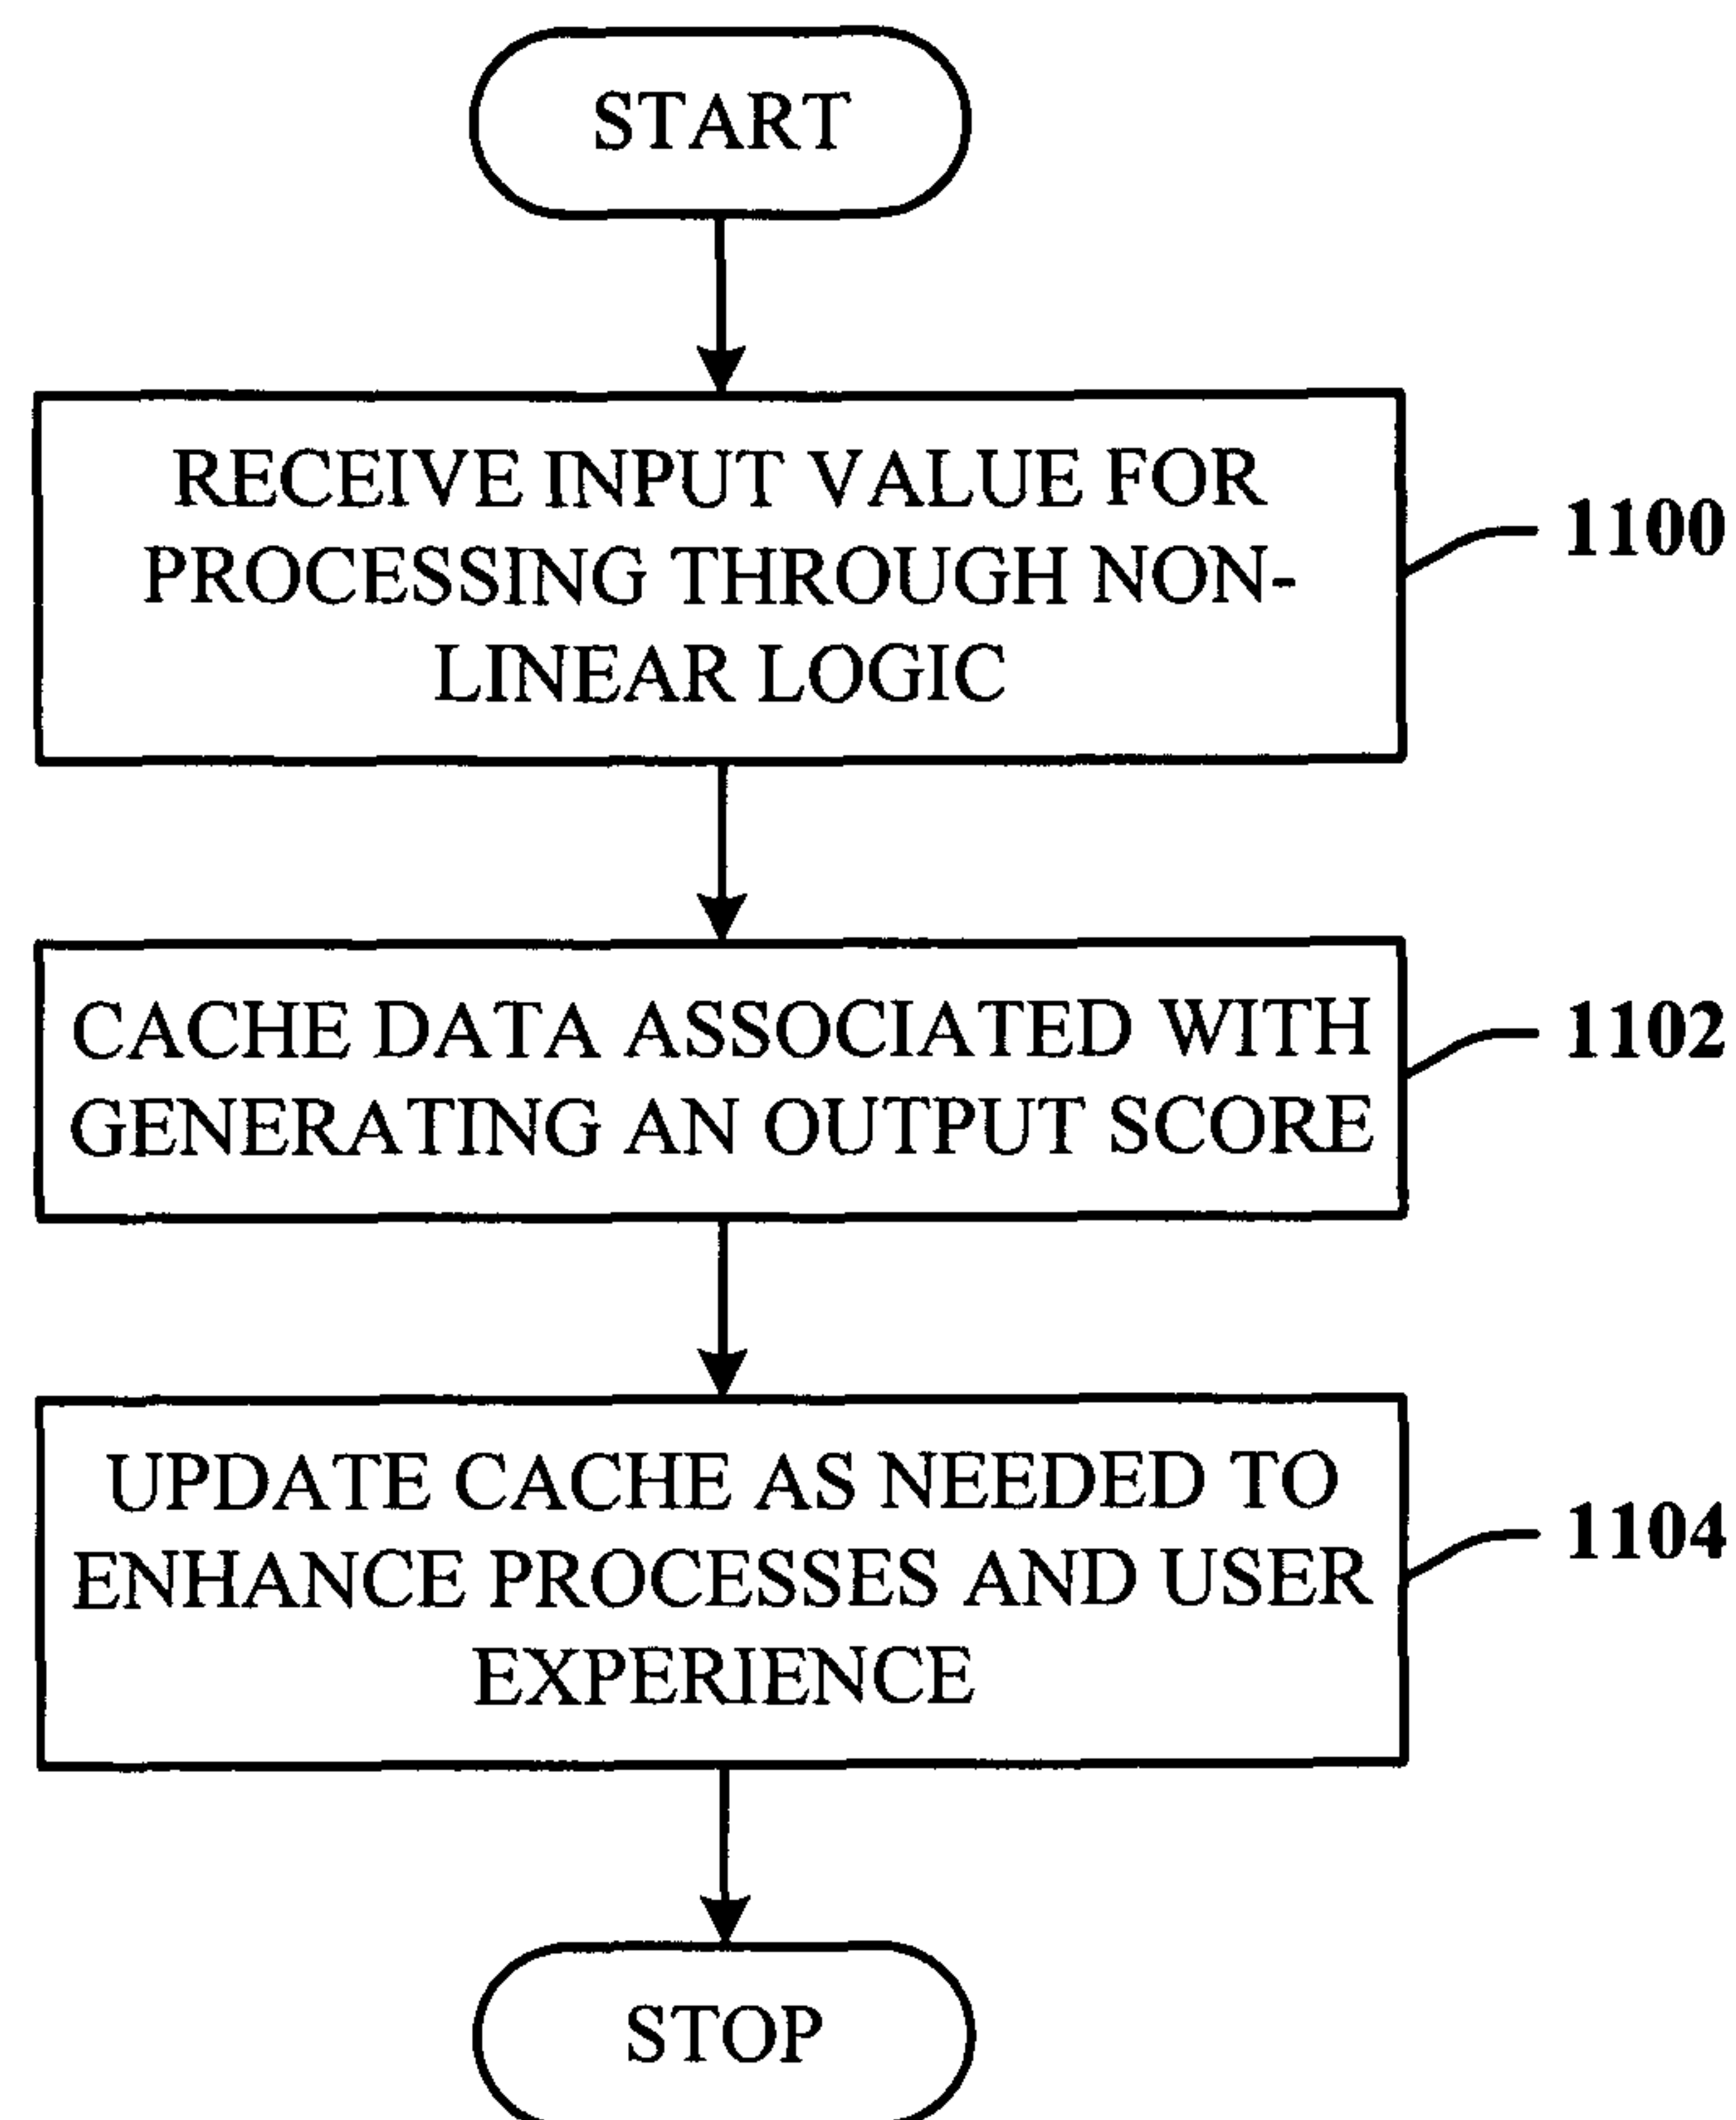 START
RECEIVE INPUT VALUE FOR
PROCESSING THROUGH NON-
LINEAR LOGIC
1100
CACHE DATA ASSOCIATED WITH
GENERATING AN OUTPUT SCORE
1102
UPDATE CACHE AS NEEDED TO
ENHANCE PROCESSES AND USER
EXPERIENCE
1104
STOP